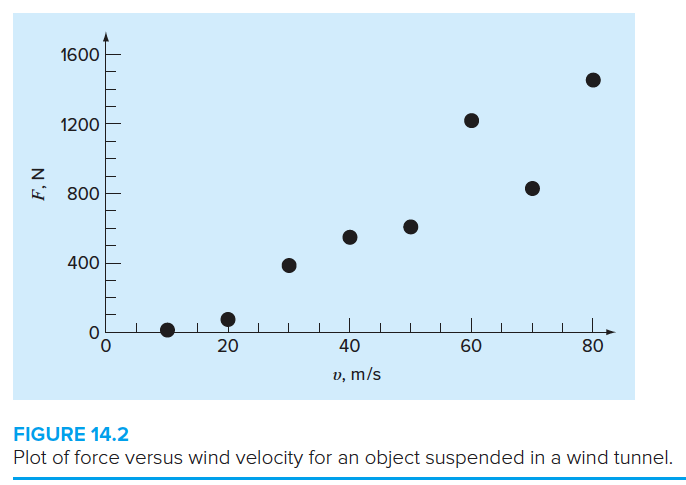 1600
1200
F, N
800
400
0
0 20 40 60 80
υ, m/s
FIGURE 14.2
Plot of force versus wind velocity for an object suspended in a wind tunnel.